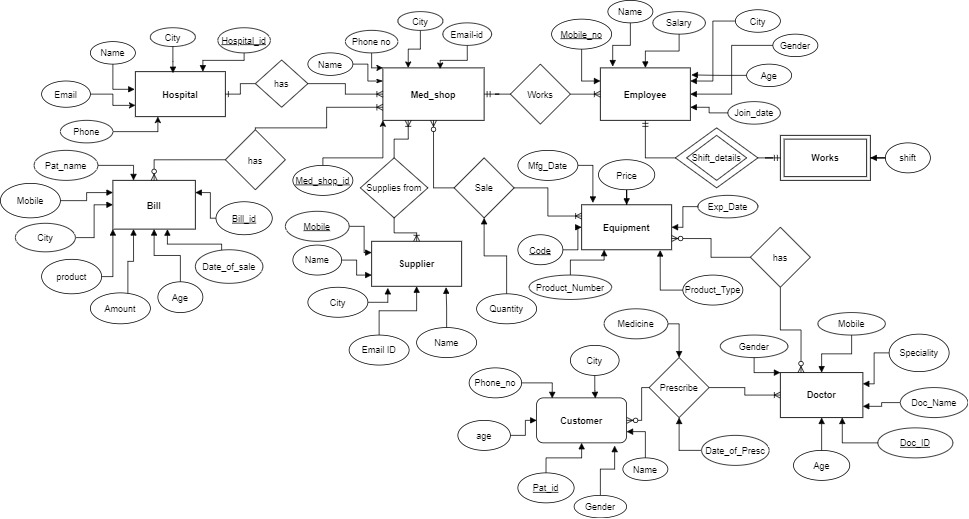 Name
City
Salary
City
Hospital_id
Phone no
Email-id
Mobile_no
Gender
Name
Name
Age
has
Email
Hospital
Med_shop
Works
Employee
Join_date
Phone
has
Shift_details
Works
shift
Pat_name
Mfg_Date
Price
Med_shop_id
Supplies from
Sale
Mobile
Bill
Exp_Date
Bill_id
Mobile
Equipment
City
Code
has
Name
Supplier
Date_of_sale
product
Product_Number
Product_Type
Age
City
Amount
Quantity
Email ID
Name
Medicine
Mobile
Gender
Speciality
City
Phone_no
Prescribe
Doctor
Doc_Name
Customer
age
Doc_ID
Date_of_Presc
Name
Age
Pat_id
Gender